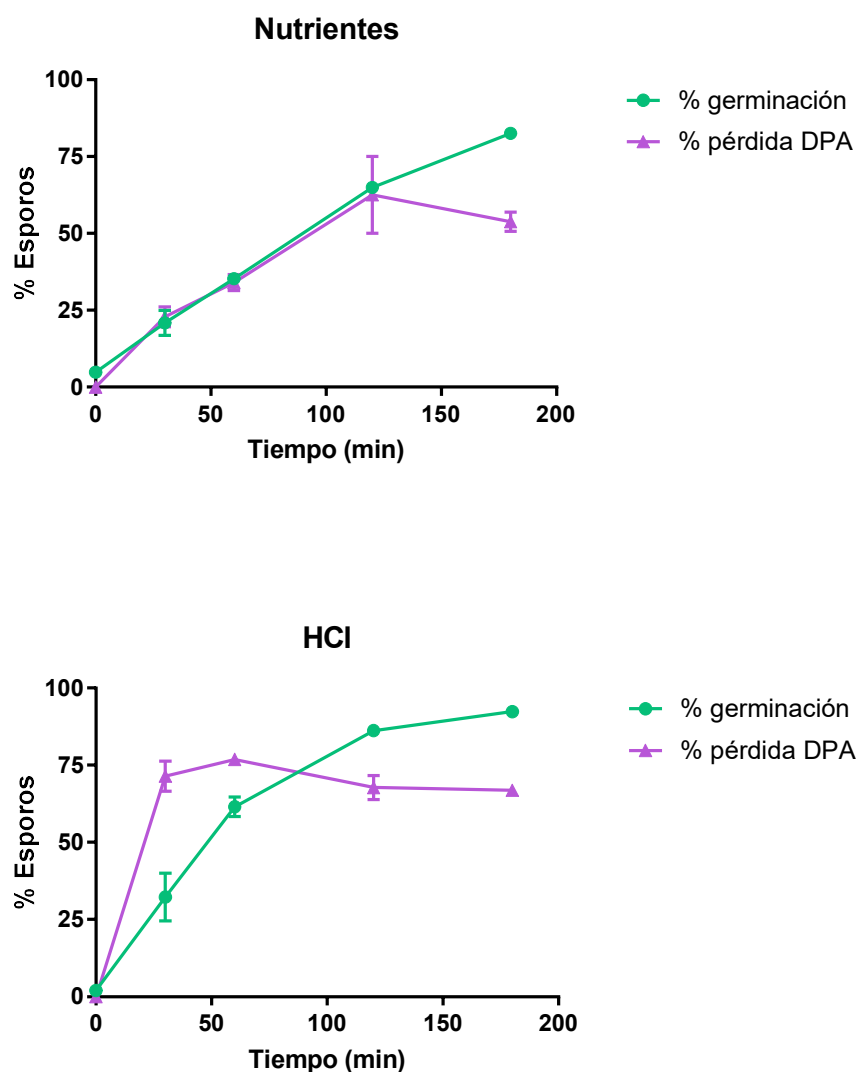 Nutrientes
100
75
50
25
0
% Esporos
0 50 100 150 200
Tiempo (min)
% germinación
% pérdida DPA
HCl
100
75
50
25
0
% Esporos
0 50 100 150 200
Tiempo (min)
% germinación
% pérdida DPA